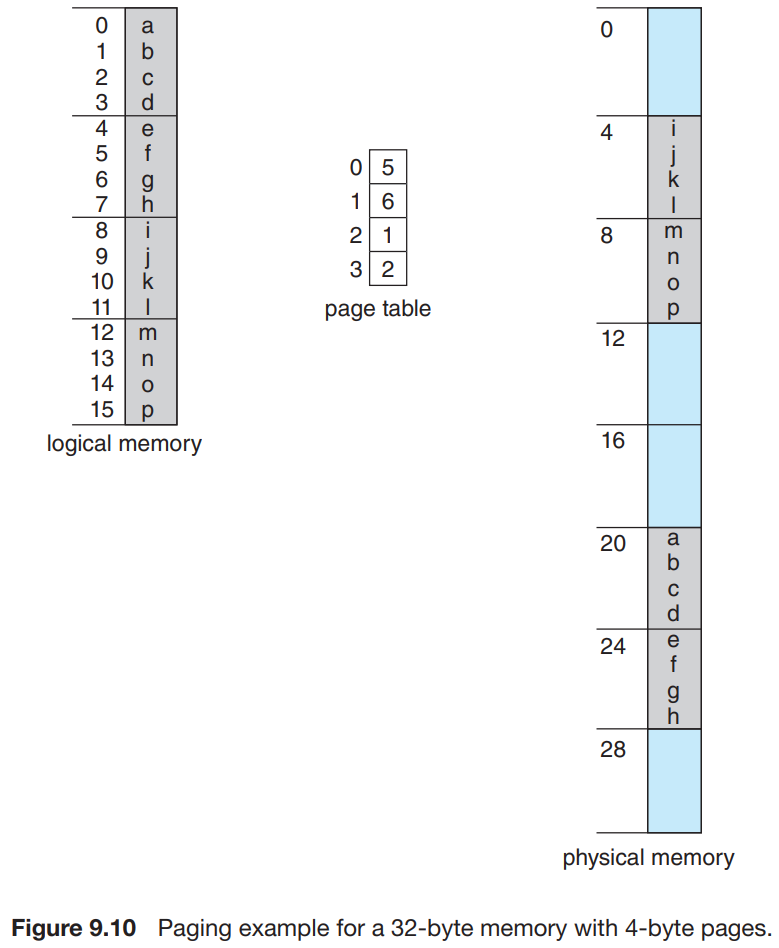 0 a
1 b
2 c
3 d
4 e
5 f
6 g
7 h
8 i
9 j
10 k
11 l
12 m
13 n
14 o
15 p
logical memory
0 5
1 6
2 1
3 2
page table
0
4 i
j
k
l
8 m
n
o
p
12
16
20 a
b
c
d
24 e
f
g
h
28
physical memory
Figure 9.10 Paging example for a 32-byte memory with 4-byte pages.